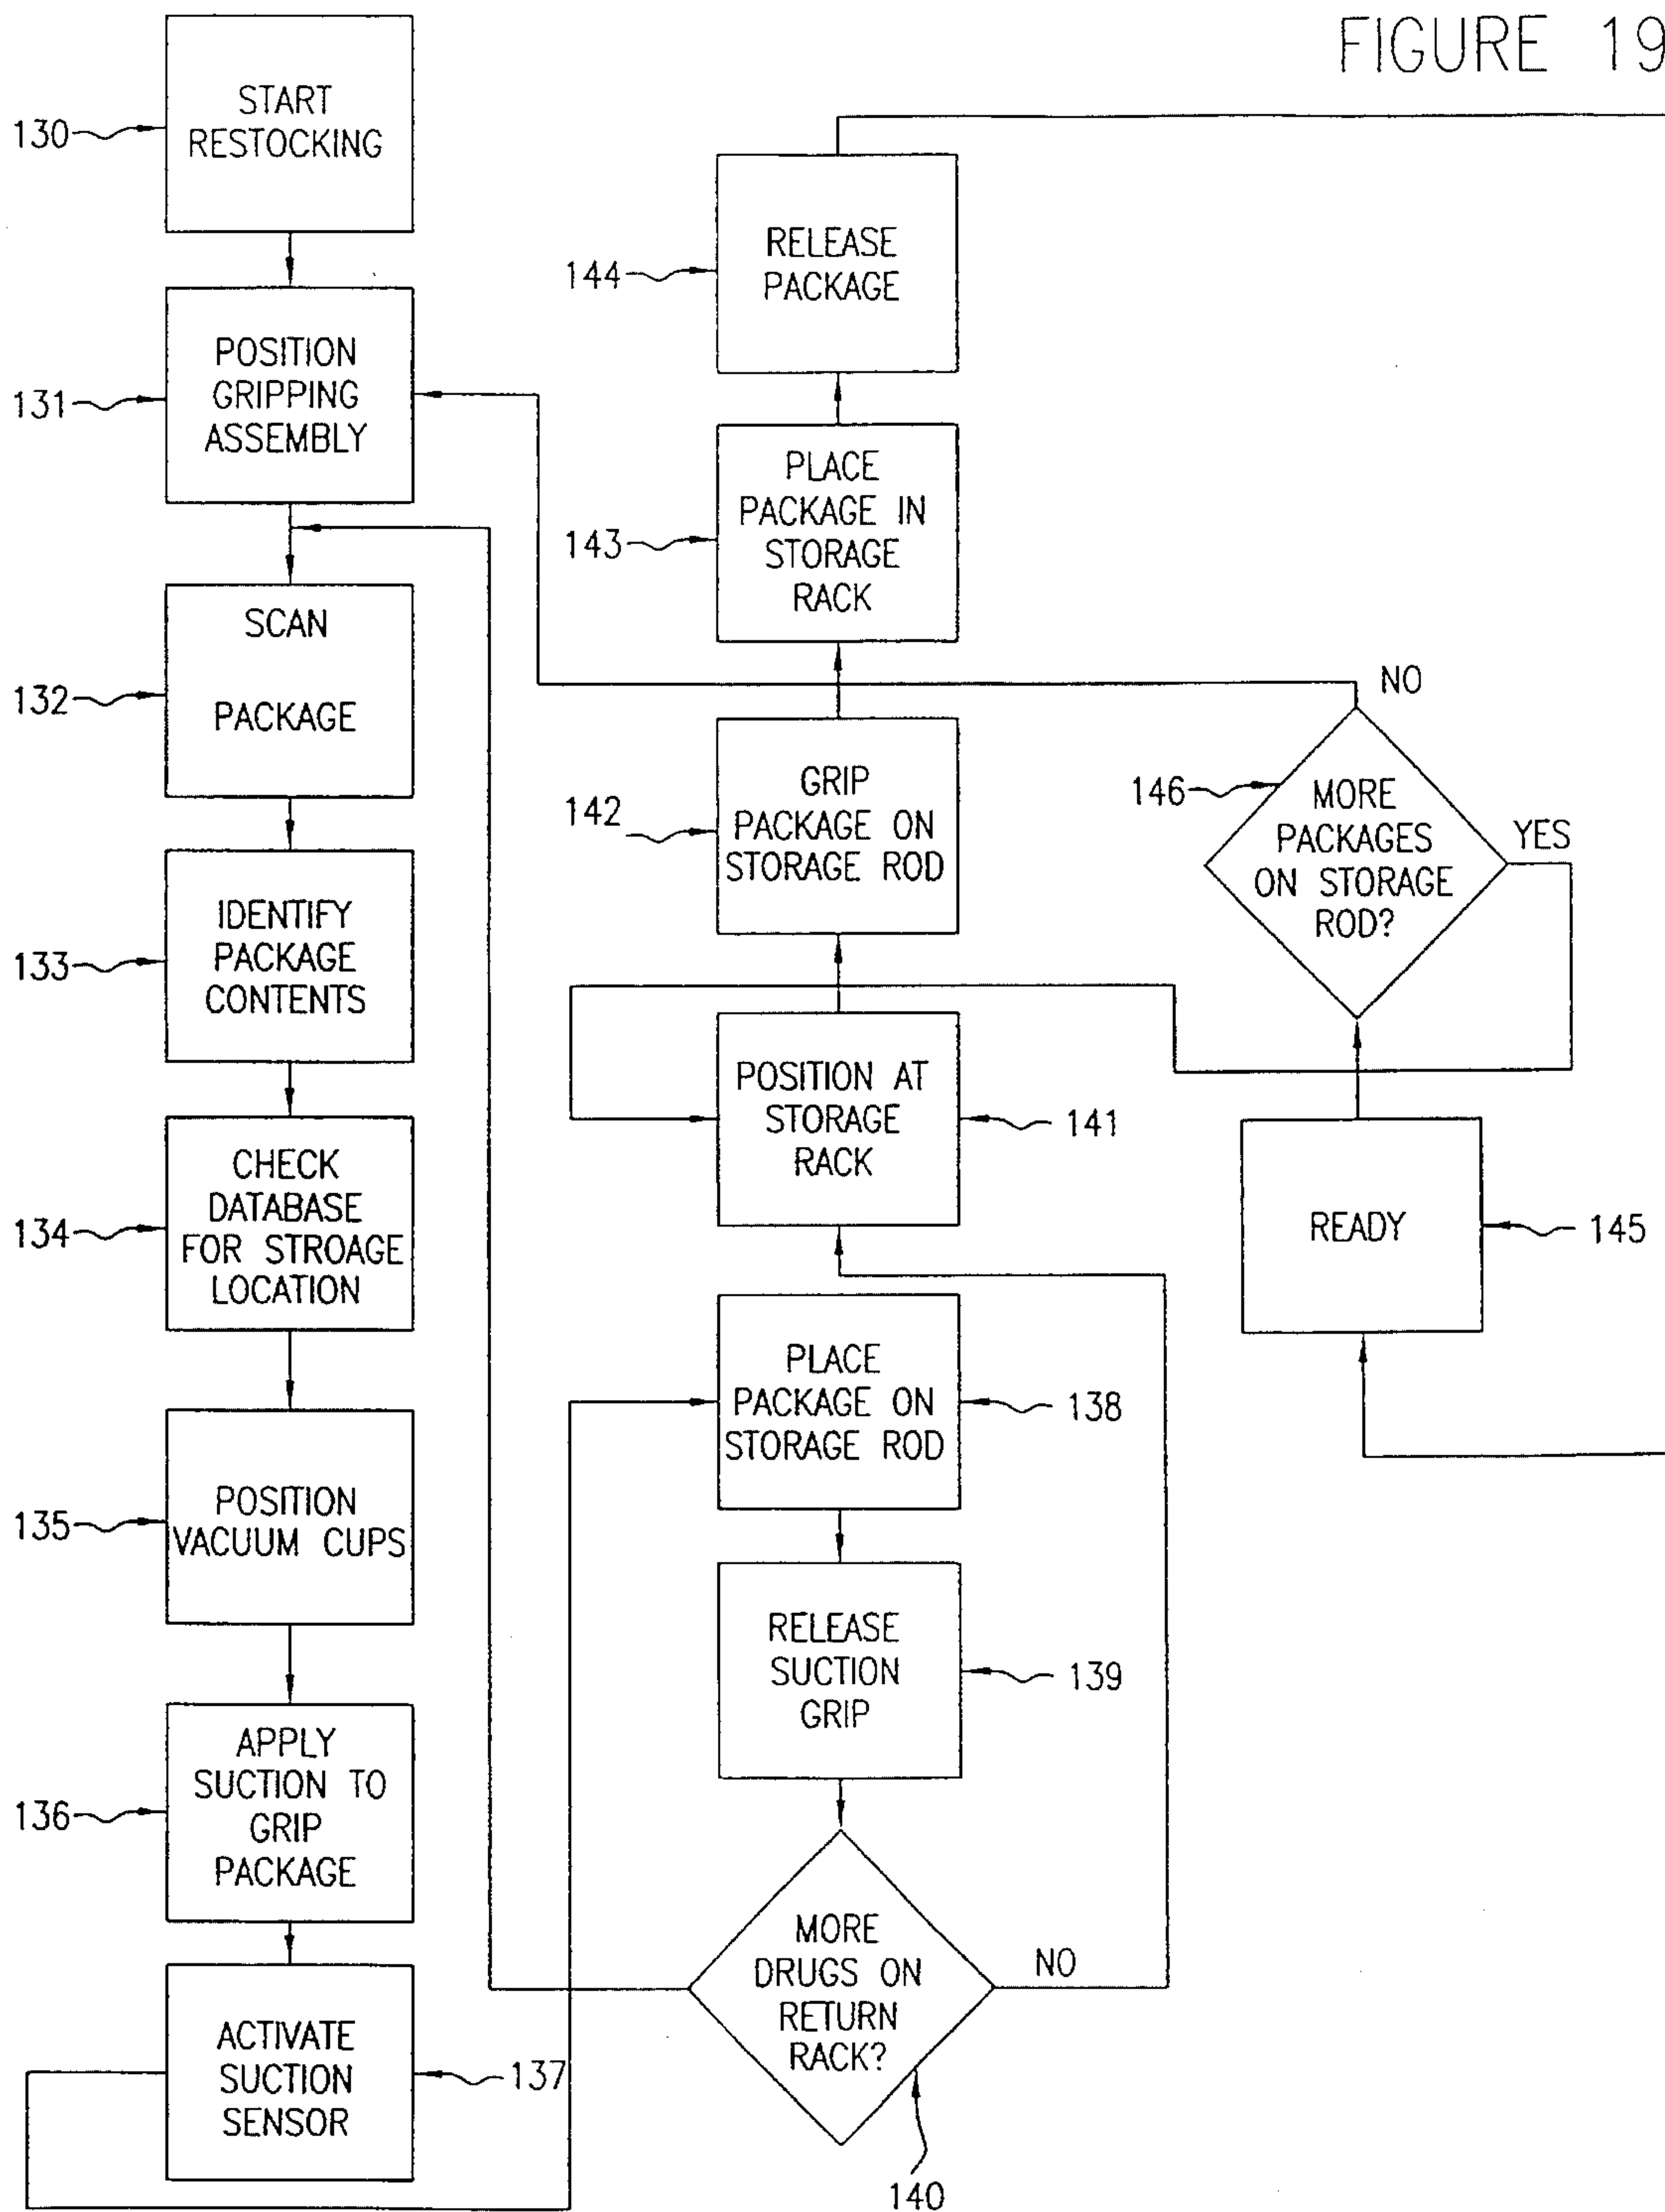 FIGURE 19
130
START
RESTOCKING
131
POSITION
GRIPPING
ASSEMBLY
132
SCAN
PACKAGE
133
IDENTIFY
PACKAGE
CONTENTS
134
CHECK
DATABASE
FOR STROAGE
LOCATION
135
POSITION
VACUUM CUPS
136
APPLY
SUCTION TO
GRIP
PACKAGE
ACTIVATE
SUCTION
SENSOR
137
144
RELEASE
PACKAGE
143
PLACE
PACKAGE IN
STORAGE
RACK
142
GRIP
PACKAGE ON
STORAGE ROD
POSITION AT
STORAGE
RACK
141
PLACE
PACKAGE ON
STORAGE ROD
138
RELEASE
SUCTION
GRIP
139
MORE
DRUGS ON
RETURN
RACK?
NO
140
NO
146
MORE
PACKAGES
ON STORAGE
ROD?
YES
READY
145